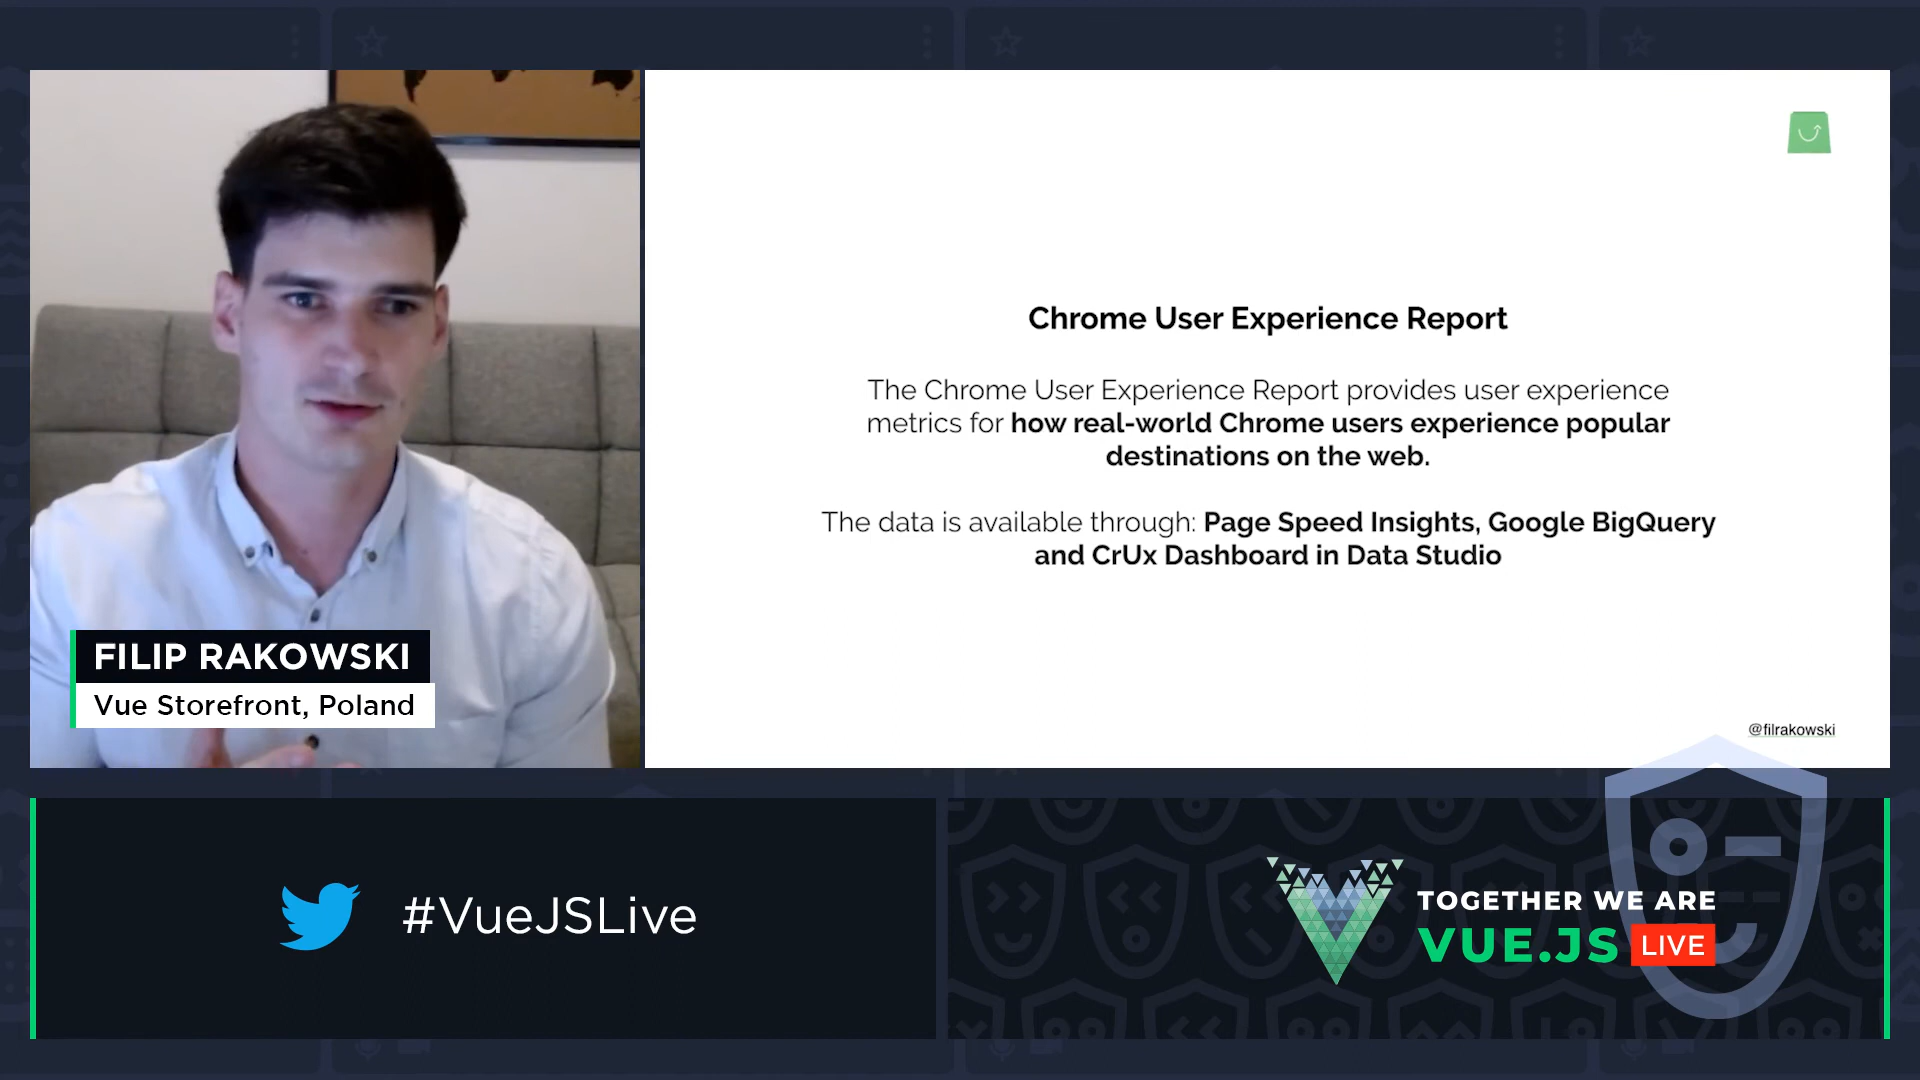 Chrome User Experience Report
The Chrome User Experience Report provides user experience
metrics for how real-world Chrome users experience popular
destinations on the web.
The data is available through: Page Speed Insights, Google BigQuery
and CrUx Dashboard in Data Studio
@filrakowski
FILIP RAKOWSKI
Vue Storefront, Poland
#VueJSLive
TOGETHER WE ARE
VUE.JS LIVE